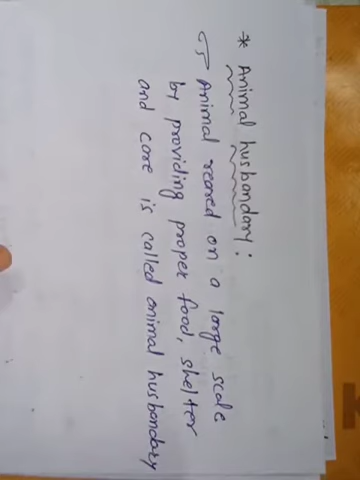 * Animal husbandary:
→ Animal reared on a large scale
by providing proper food, shelter
and care is called animal husbandary